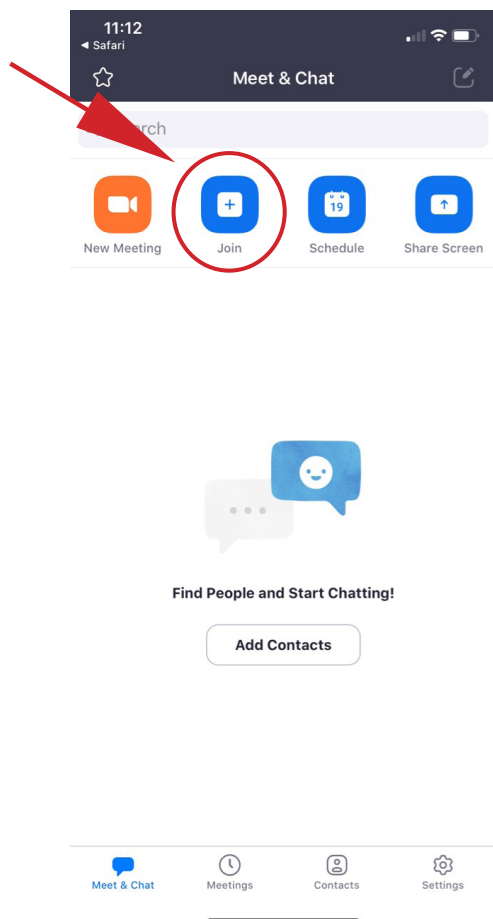 11:12
◀ Safari
Meet & Chat
New Meeting
Join
19
Schedule
Share Screen
Find People and Start Chatting!
Add Contacts
Meet & Chat
Meetings
Contacts
Settings